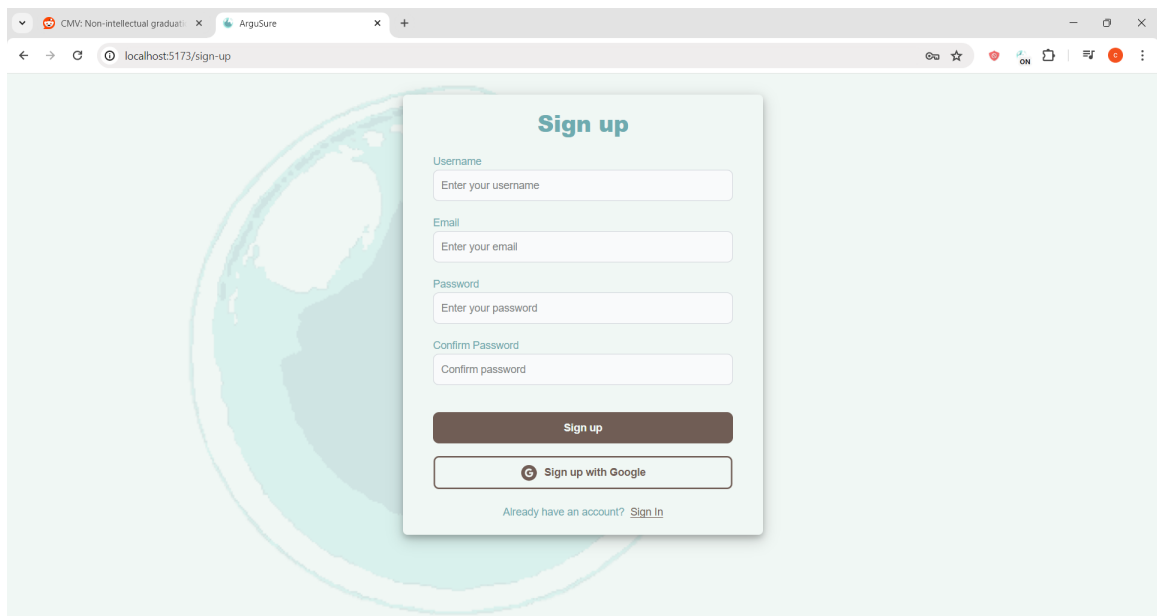 CMV: Non-intellectual graduati
ArguSure
localhost:5173/sign-up
ON
c
Sign up
Username
Enter your username
Email
Enter your email
Password
Enter your password
Confirm Password
Confirm password
Sign up
G Sign up with Google
Already have an account? Sign In